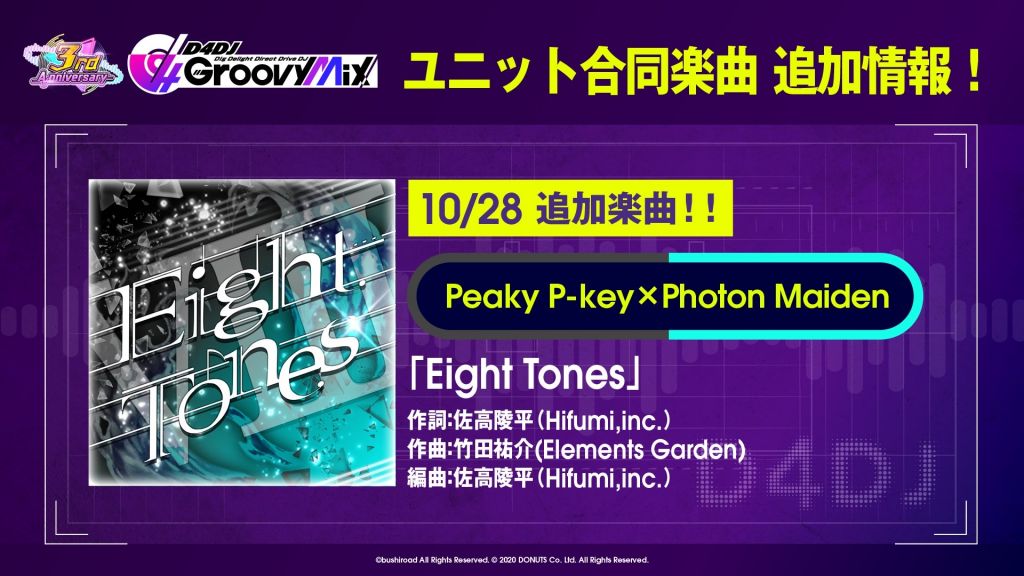 3rd
Anniversary
D4DJ
Dig Delight Direct Drive DJ
GroovyMix
ユニット合同楽曲 追加情報！
Eight
Tones
10/28 追加楽曲！！
Peaky P-key×Photon Maiden
「Eight Tones」
作詞:佐高陵平（Hifumi,inc.）
作曲:竹田祐介(Elements Garden)
編曲:佐高陵平（Hifumi,inc.）
D4DJ
©bushiroad All Rights Reserved. © 2020 DONUTS Co. Ltd. All Rights Reserved.